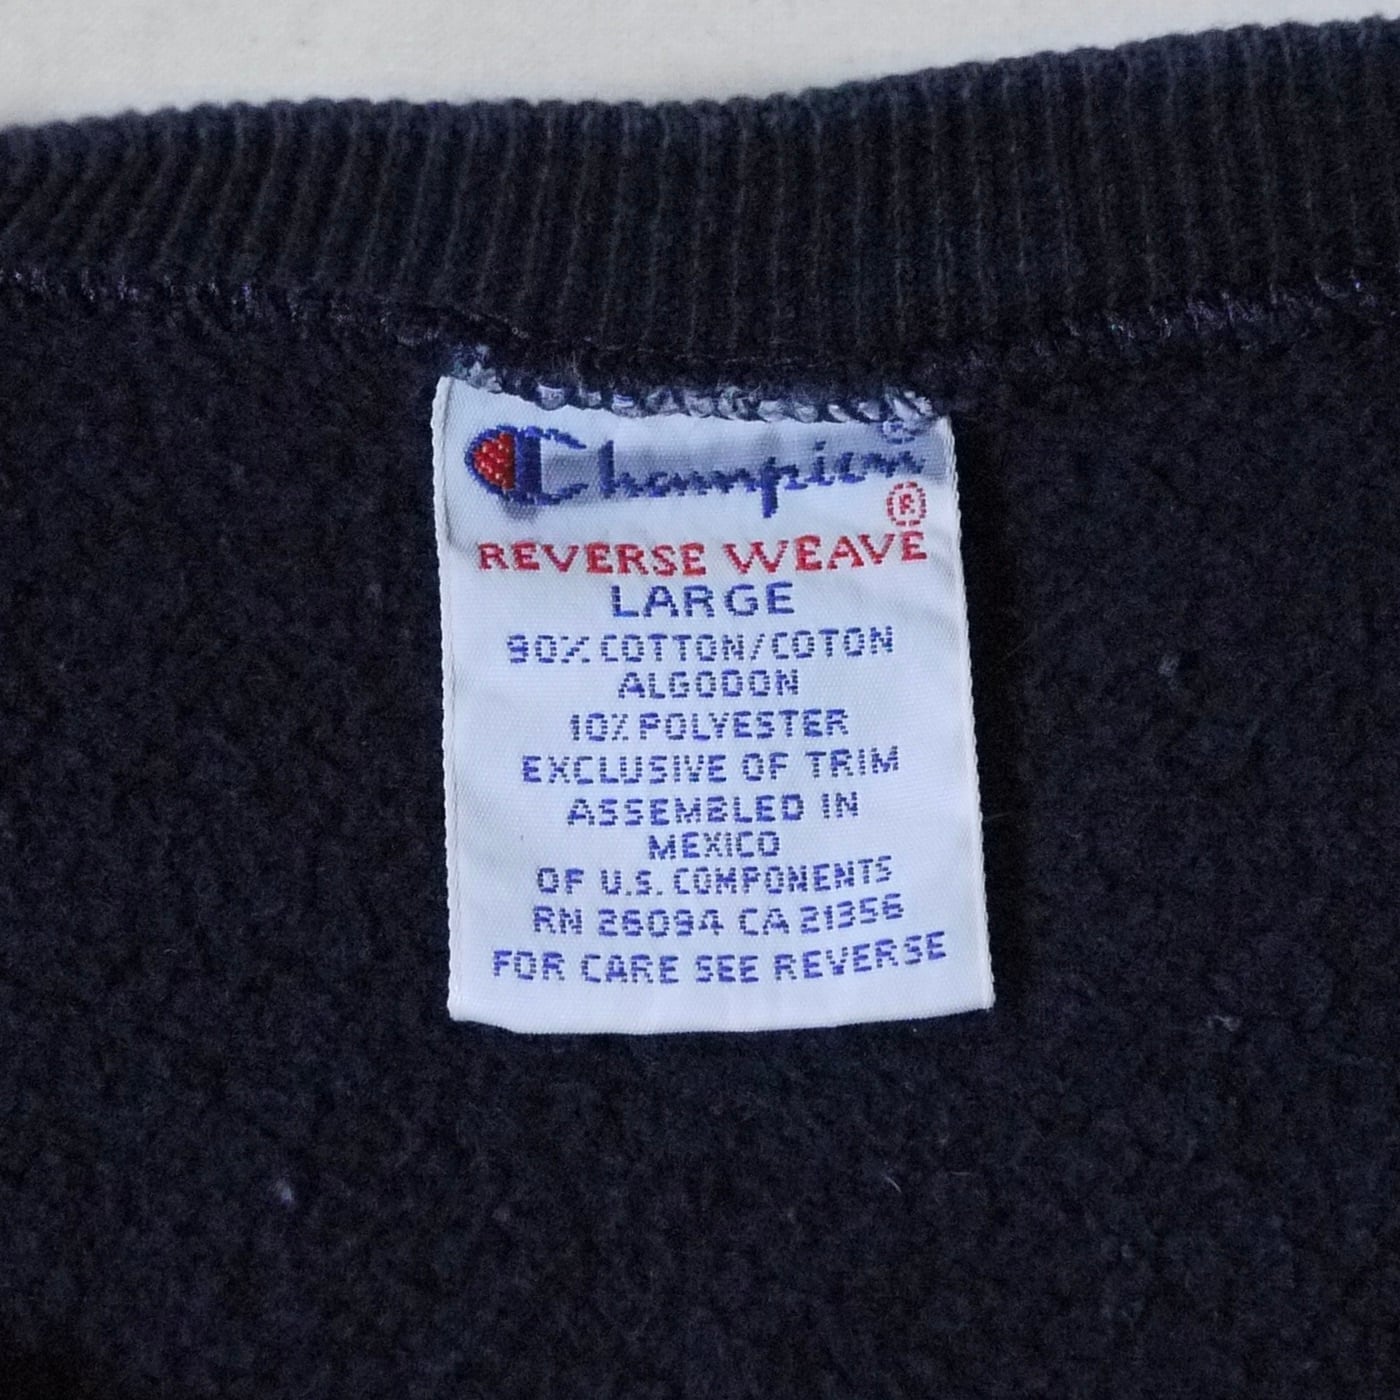 Champion®
REVERSE WEAVE®
LARGE
90% COTTON/COTON
ALGODON
10% POLYESTER
EXCLUSIVE OF TRIM
ASSEMBLED IN
MEXICO
OF U.S. COMPONENTS
RN 26094 CA 21356
FOR CARE SEE REVERSE